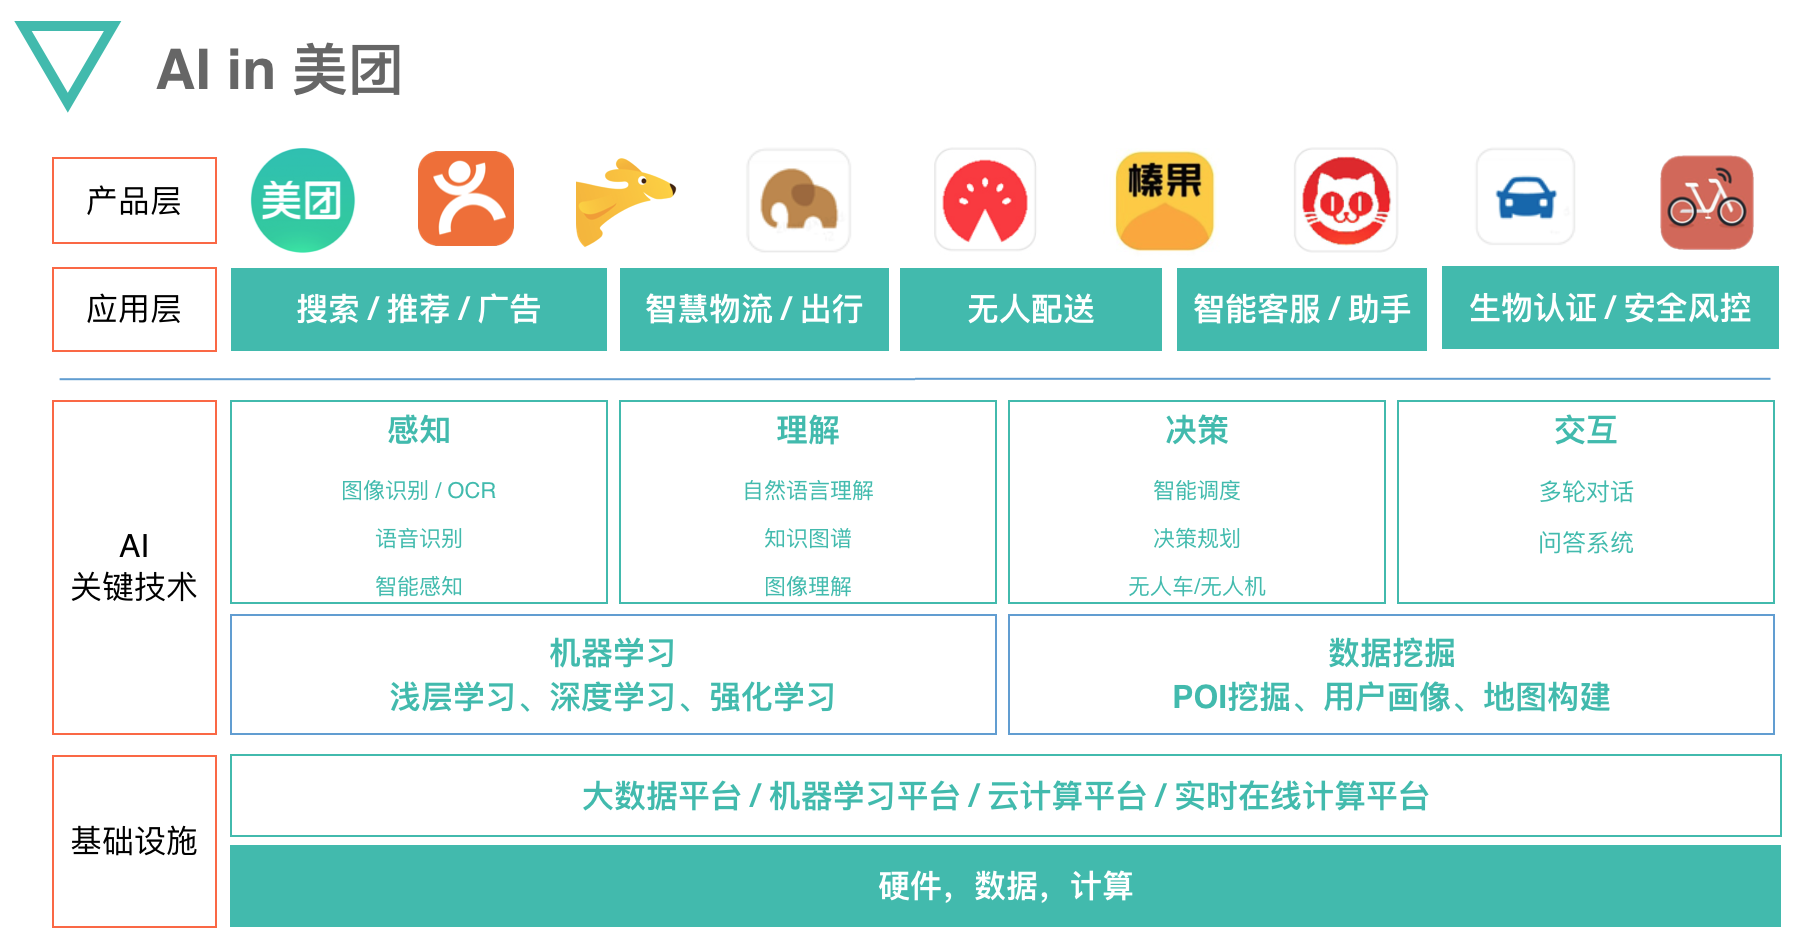 AI in 美团
产品层
美团
榛果
应用层
搜索 / 推荐 / 广告
智慧物流 / 出行
无人配送
智能客服 / 助手
生物认证 / 安全风控
AI
关键技术
感知
图像识别 / OCR
语音识别
智能感知
理解
自然语言理解
知识图谱
图像理解
决策
智能调度
决策规划
无人车/无人机
交互
多轮对话
问答系统
机器学习
浅层学习、深度学习、强化学习
数据挖掘
POI挖掘、用户画像、地图构建
基础设施
大数据平台 / 机器学习平台 / 云计算平台 / 实时在线计算平台
硬件，数据，计算